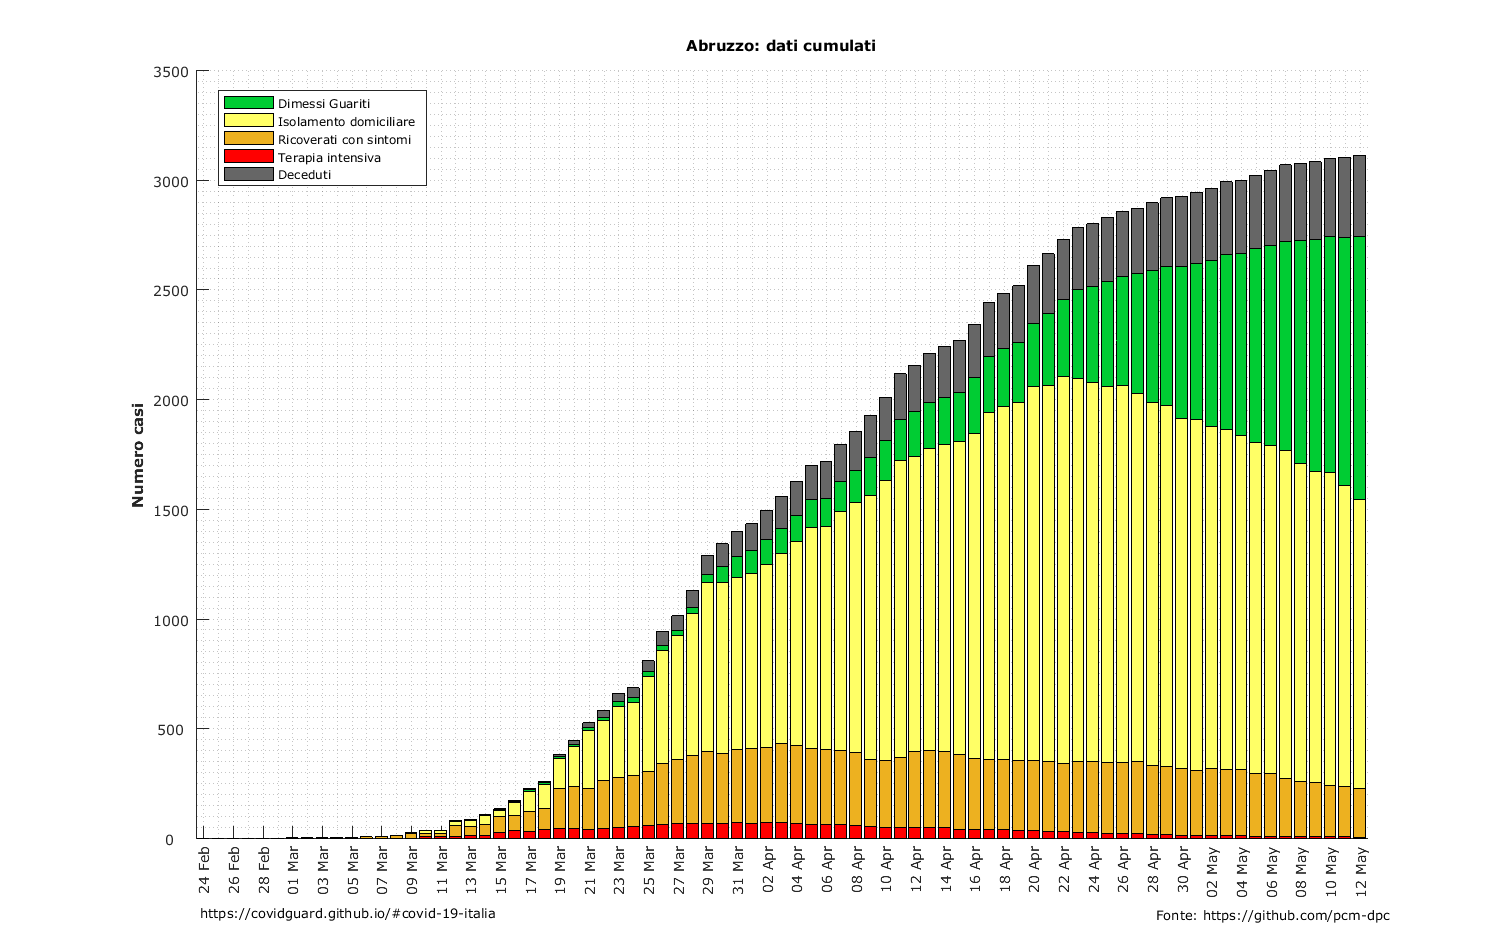 Abruzzo: dati cumulati
3500
3000
2500
2000
1500
1000
500
0
Numero casi
Dimessi Guariti
Isolamento domiciliare
Ricoverati con sintomi
Terapia intensiva
Deceduti
24 Feb
26 Feb
28 Feb
01 Mar
03 Mar
05 Mar
07 Mar
09 Mar
11 Mar
13 Mar
15 Mar
17 Mar
19 Mar
21 Mar
23 Mar
25 Mar
27 Mar
29 Mar
31 Mar
02 Apr
04 Apr
06 Apr
08 Apr
10 Apr
12 Apr
14 Apr
16 Apr
18 Apr
20 Apr
22 Apr
24 Apr
26 Apr
28 Apr
30 Apr
02 May
04 May
06 May
08 May
10 May
12 May
https://covidguard.github.io/#covid-19-italia
Fonte: https://github.com/pcm-dpc